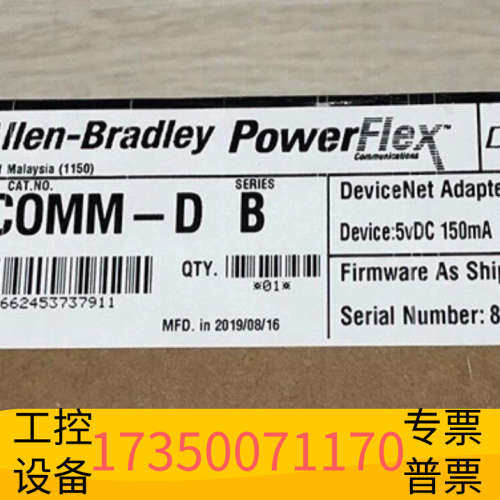 Allen-Bradley PowerFlex™
Communications
Malaysia (1150)
CAT.NO. SERIES
COMM-D B
DeviceNet Adapte
Device:5vDC 150mA
QTY. *01*
662453737911
MFD. in 2019/08/16
Firmware As Ship
Serial Number: 8
工控 17350071170 专票
设备 普票